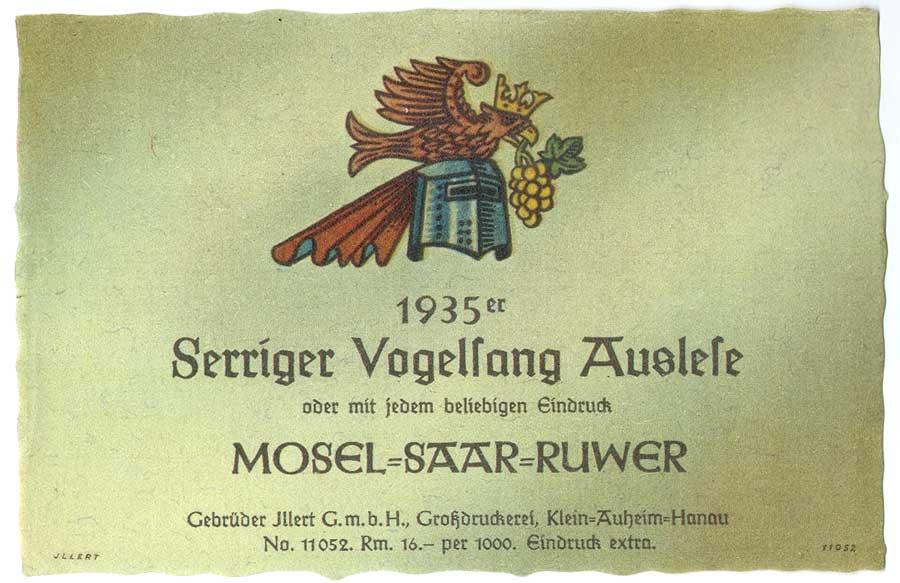 1935er
Serriger Vogelsang Auslese
oder mit jedem beliebigen Eindruck
MOSEL=SAAR=RUWER
Gebrüder Jllert G.m.b.H., Großdruckerei, Klein=Auheim=Hanau
No. 11052. Rm. 16.– per 1000. Eindruck extra.
JLLERT
11052